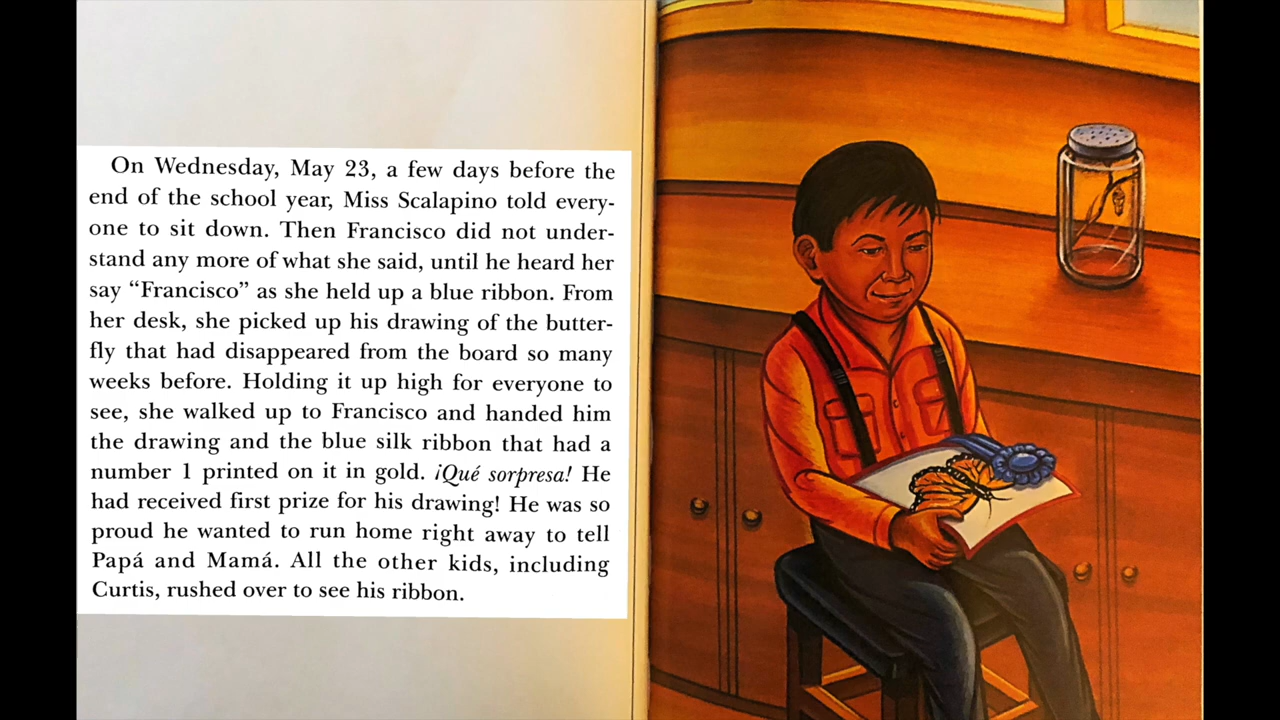 On Wednesday, May 23, a few days before the
end of the school year, Miss Scalapino told every-
one to sit down. Then Francisco did not under-
stand any more of what she said, until he heard her
say “Francisco” as she held up a blue ribbon. From
her desk, she picked up his drawing of the butter-
fly that had disappeared from the board so many
weeks before. Holding it up high for everyone to
see, she walked up to Francisco and handed him
the drawing and the blue silk ribbon that had a
number 1 printed on it in gold. ¡Qué sorpresa! He
had received first prize for his drawing! He was so
proud he wanted to run home right away to tell
Papá and Mamá. All the other kids, including
Curtis, rushed over to see his ribbon.